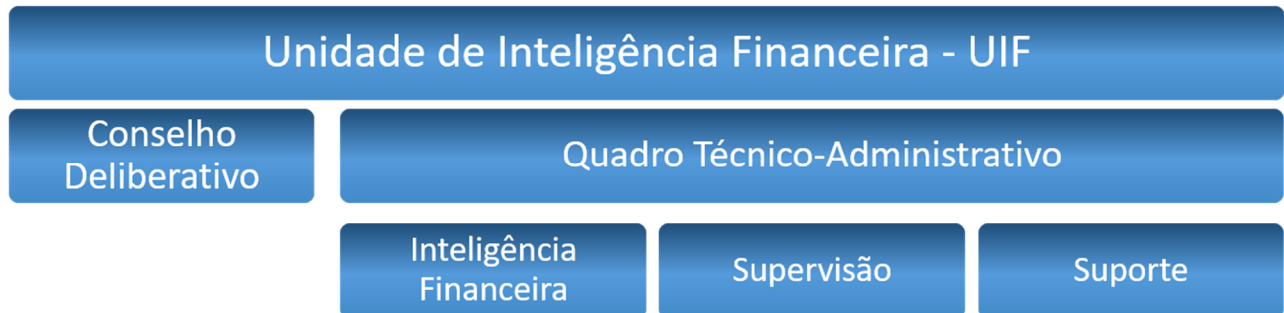 Unidade de Inteligência Financeira - UIF
Conselho
Deliberativo
Quadro Técnico-Administrativo
Inteligência
Financeira
Supervisão
Suporte